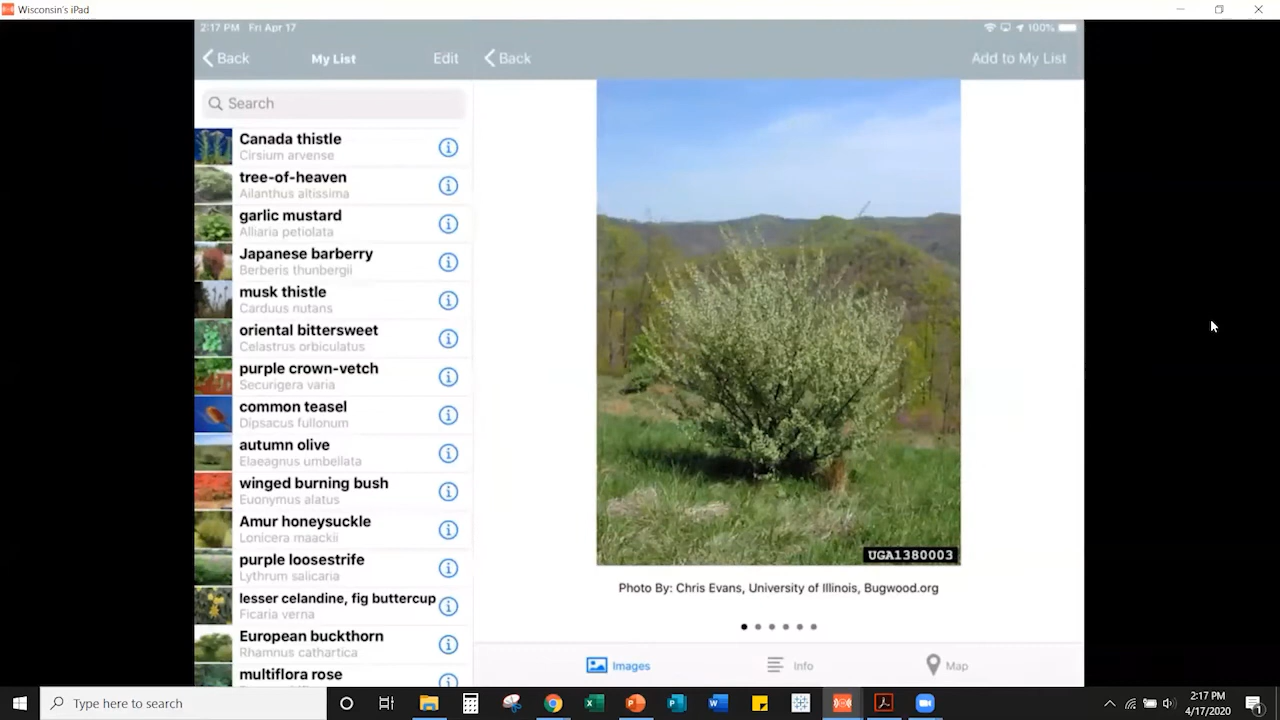 Wisconsin's iPad
2:17 PM Fri Apr 17
100%
Back
My List
Edit
Back
Add to My List
Search
Canada thistle
Cirsium arvense
tree-of-heaven
Ailanthus altissima
garlic mustard
Alliaria petiolata
Japanese barberry
Berberis thunbergii
musk thistle
Carduus nutans
oriental bittersweet
Celastrus orbiculatus
purple crown-vetch
Securigera varia
common teasel
Dipsacus fullonum
autumn olive
Elaeagnus umbellata
winged burning bush
Euonymus alatus
Amur honeysuckle
Lonicera maackii
purple loosestrife
Lythrum salicaria
lesser celandine, fig buttercup
Ficaria verna
European buckthorn
Rhamnus cathartica
multiflora rose
UGA1380003
Photo By: Chris Evans, University of Illinois, Bugwood.org
Images
Info
Map
Type here to search
2:17 PM
4/17/2020
1